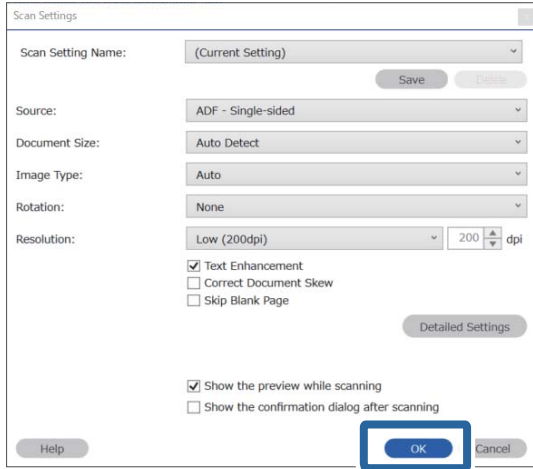 Scan Settings
Scan Setting Name: (Current Setting)
Save Delete
Source: ADF - Single-sided
Document Size: Auto Detect
Image Type: Auto
Rotation: None
Resolution: Low (200dpi) 200 dpi
Text Enhancement
Correct Document Skew
Skip Blank Page
Detailed Settings
Show the preview while scanning
Show the confirmation dialog after scanning
Help OK Cancel